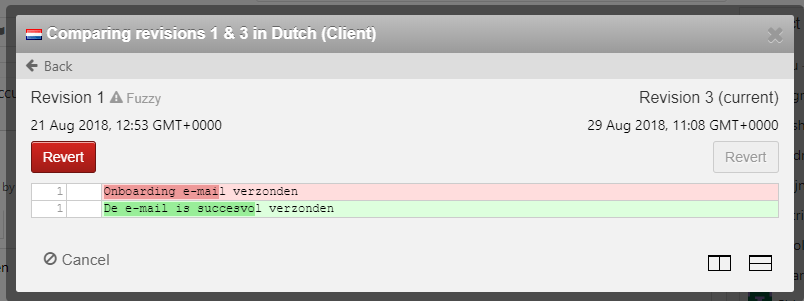 Comparing revisions 1 & 3 in Dutch (Client)
Back
Revision 1 Fuzzy
Revision 3 (current)
21 Aug 2018, 12:53 GMT+0000
29 Aug 2018, 11:08 GMT+0000
Revert
Revert
1 Onboarding e-mail verzonden
1 De e-mail is succesvol verzonden
Cancel
by